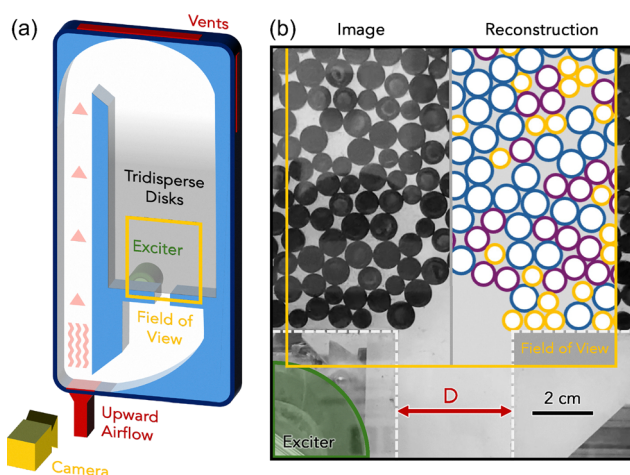 (a)
Vents
Tridisperse
Disks
Exciter
Field of
View
Upward
Airflow
Camera
(b)
Image
Reconstruction
Field of View
D
2 cm
Exciter